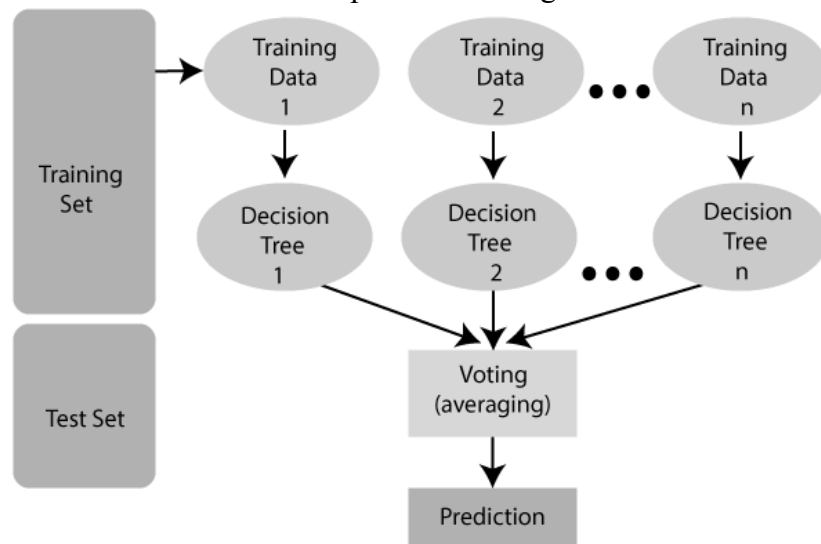 Training
Data
1
Training
Data
2
Training
Data
n
Training
Set
Decision
Tree
1
Decision
Tree
2
Decision
Tree
n
Test Set
Voting
(averaging)
Prediction